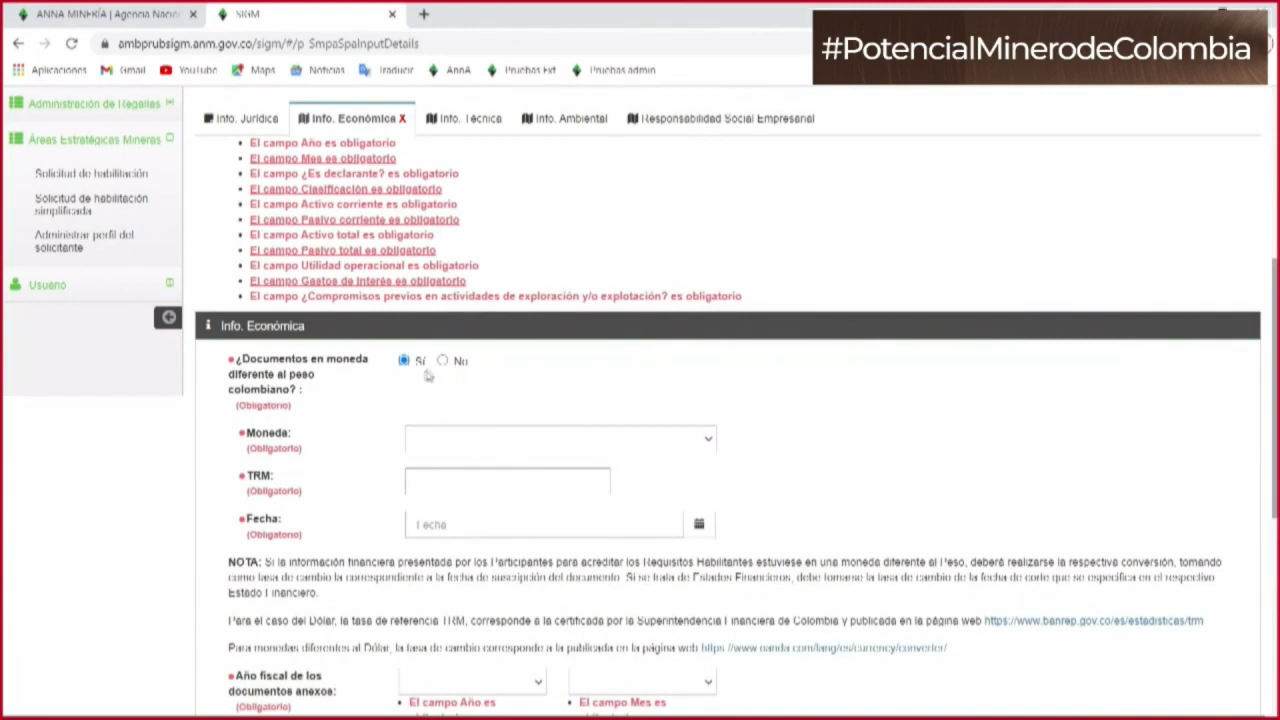 ANNA MINERÍA | Agencia Nacion
SIGM
#PotencialMinerodeColombia
ambprubsigm.anm.gov.co/sigm/#/p_SmpaSpaInputDetails
Aplicaciones
Gmail
YouTube
Maps
Noticias
Traducir
AnnA
Pruebas Ext
Pruebas admin
Administración de Regalías
Áreas Estratégicas Mineras
Solicitud de habilitación
Solicitud de habilitación
simplificada
Administrar perfil del
solicitante
Usuario
Info. Jurídica
Info. Económica X
Info. Técnica
Info. Ambiental
Responsabilidad Social Empresarial
• El campo Año es obligatorio
• El campo Mes es obligatorio
• El campo ¿Es declarante? es obligatorio
• El campo Clasificación es obligatorio
• El campo Activo corriente es obligatorio
• El campo Pasivo corriente es obligatorio
• El campo Activo total es obligatorio
• El campo Pasivo total es obligatorio
• El campo Utilidad operacional es obligatorio
• El campo Gastos de interés es obligatorio
• El campo ¿Compromisos previos en actividades de exploración y/o explotación? es obligatorio
Info. Económica
¿Documentos en moneda
diferente al peso
colombiano? :
(Obligatorio)
Sí
No
Moneda:
(Obligatorio)
TRM:
(Obligatorio)
Fecha:
(Obligatorio)
Fecha
NOTA: Si la información financiera presentada por los Participantes para acreditar los Requisitos Habilitantes estuviese en una moneda diferente al Peso, deberá realizarse la respectiva conversión, tomando
como tasa de cambio la correspondiente a la fecha de suscripción del documento. Si se trata de Estados Financieros, debe tomarse la tasa de cambio de la fecha de corte que se especifica en el respectivo
Estado Financiero.
Para el caso del Dólar, la tasa de referencia TRM, corresponde a la certificada por la Superintendencia Financiera de Colombia y publicada en la página web https://www.banrep.gov.co/es/estadisticas/trm
Para monedas diferentes al Dólar, la tasa de cambio corresponde a la publicada en la página web https://www.oanda.com/lang/es/currency/converter/
Año fiscal de los
documentos anexos:
(Obligatorio)
• El campo Año es
• El campo Mes es